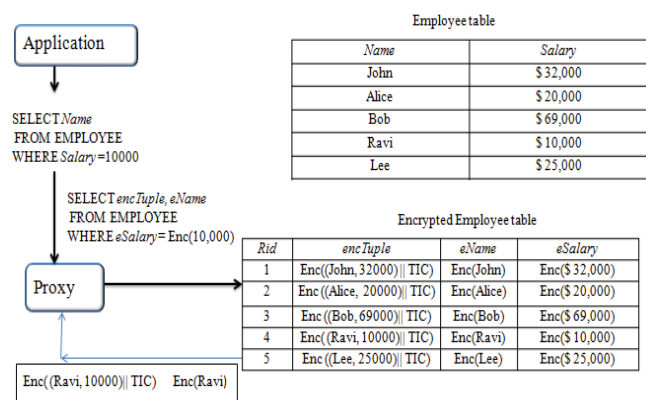 Employee table
Application
Name Salary
John $ 32,000
Alice $ 20,000
Bob $ 69,000
Ravi $ 10,000
Lee $ 25,000
SELECT Name
FROM EMPLOYEE
WHERE Salary=10000
SELECT encTuple, eName
FROM EMPLOYEE
WHERE eSalary= Enc(10,000)
Encrypted Employee table
Rid encTuple eName eSalary
1 Enc((John, 32000)|| TIC) Enc(John) Enc($ 32,000)
2 Enc ((Alice, 20000)|| TIC) Enc(Alice) Enc($ 20,000)
3 Enc ((Bob, 69000)|| TIC) Enc(Bob) Enc($ 69,000)
4 Enc((Ravi, 10000)|| TIC) Enc(Ravi) Enc($ 10,000)
5 Enc ((Lee, 25000)|| TIC) Enc(Lee) Enc($ 25,000)
Proxy
Enc((Ravi, 10000)|| TIC) Enc(Ravi)